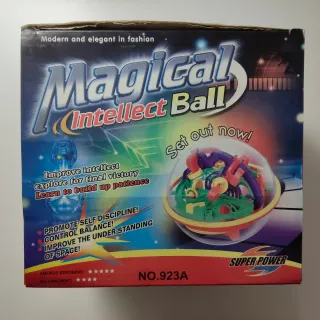 Modern and elegant in fashion
Magical
Intellect Ball
Set out now!
Improve intellect
explore for final victory
Learn to build up patience
PROMOTE SELF DISCIPLINE!
CONTROL BALANCE!
IMPROVE THE UNDER STANDING
OF SPACE!
SUPER POWER
NO.923A